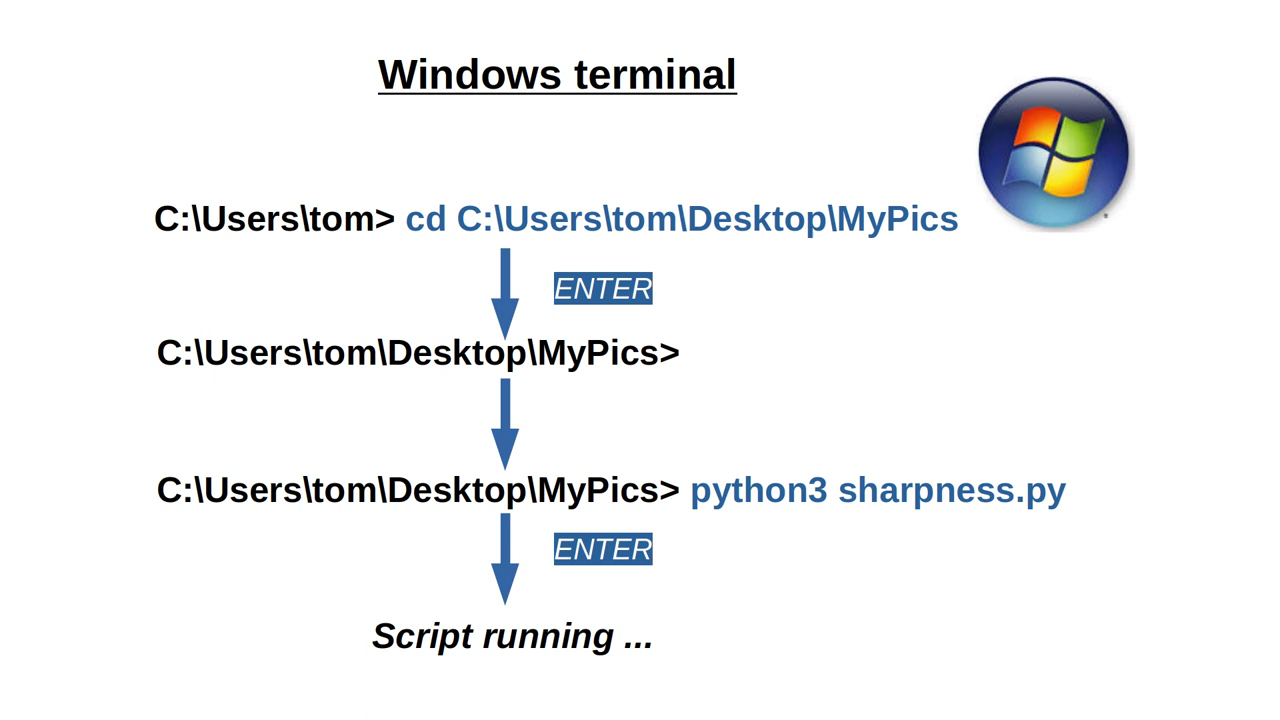 Windows terminal
C:\Users\tom> cd C:\Users\tom\Desktop\MyPics
ENTER
C:\Users\tom\Desktop\MyPics>
C:\Users\tom\Desktop\MyPics> python3 sharpness.py
ENTER
Script running ...